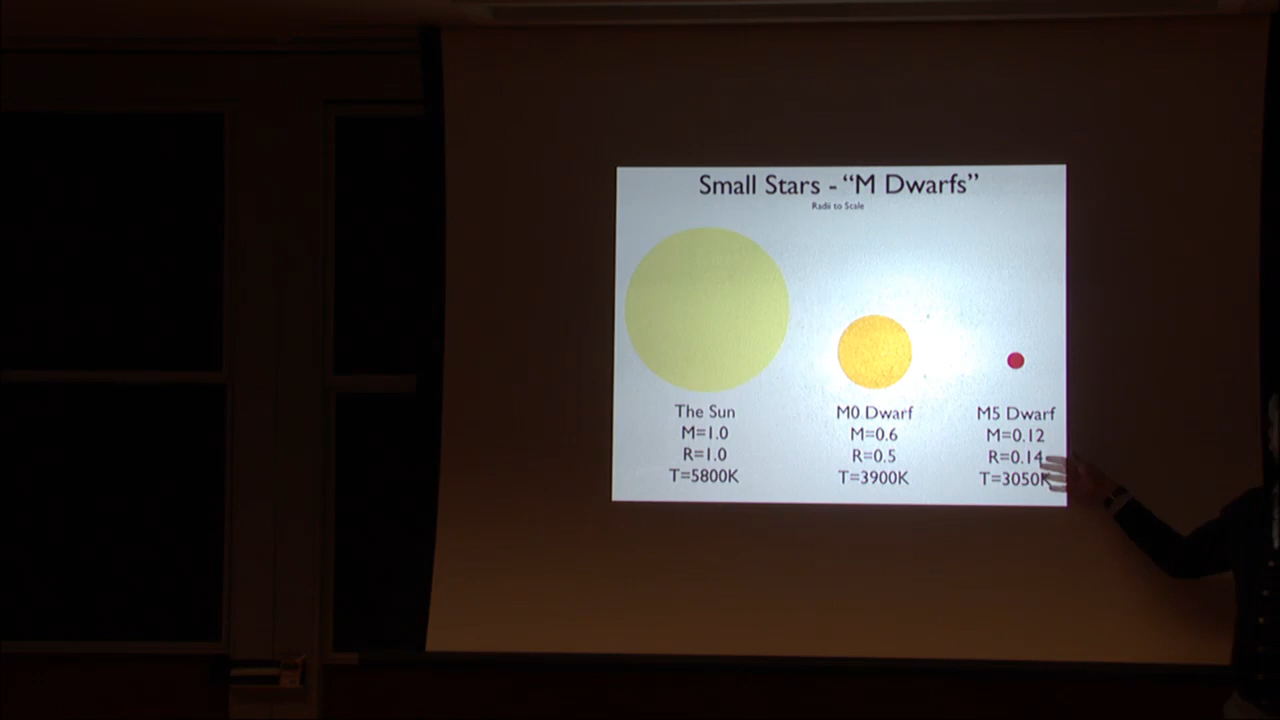 Small Stars - “M Dwarfs”
Radii to Scale
The Sun
M=1.0
R=1.0
T=5800K
M0 Dwarf
M=0.6
R=0.5
T=3900K
M5 Dwarf
M=0.12
R=0.14
T=3050K